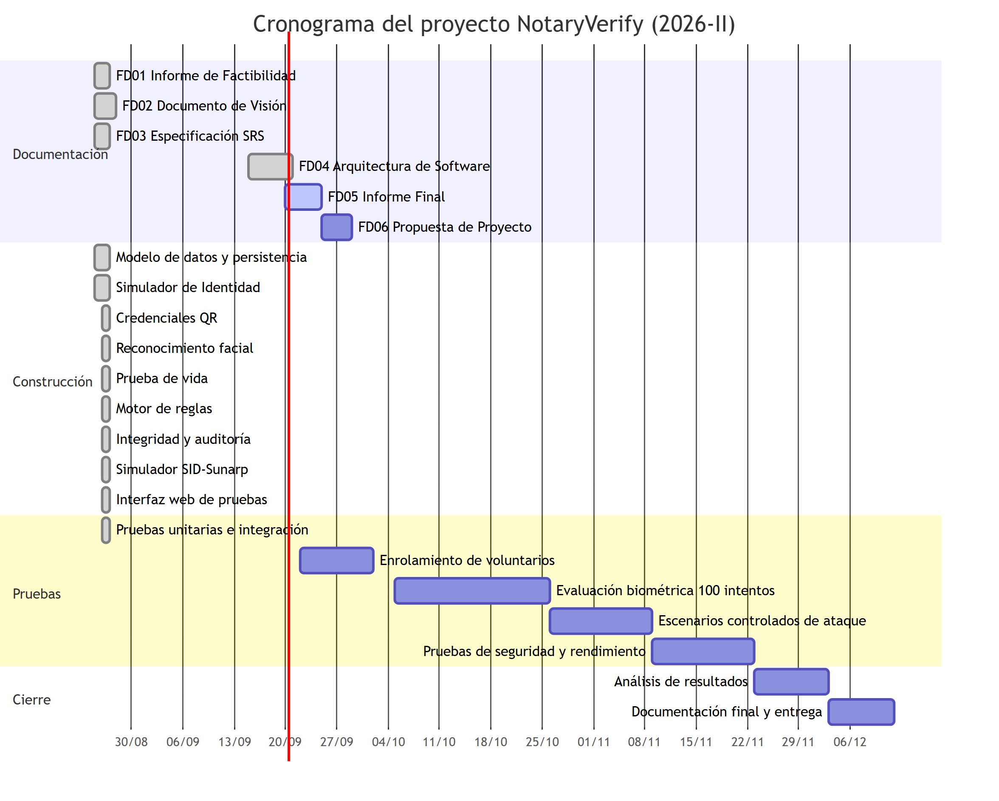 Cronograma del proyecto NotaryVerify (2026-II)
FD01 Informe de Factibilidad
FD02 Documento de Visión
FD03 Especificación SRS
Documentación
FD04 Arquitectura de Software
FD05 Informe Final
FD06 Propuesta de Proyecto
Modelo de datos y persistencia
Simulador de Identidad
Credenciales QR
Reconocimiento facial
Prueba de vida
Construcción
Motor de reglas
Integridad y auditoría
Simulador SID-Sunarp
Interfaz web de pruebas
Pruebas unitarias e integración
Enrolamiento de voluntarios
Evaluación biométrica 100 intentos
Pruebas
Escenarios controlados de ataque
Pruebas de seguridad y rendimiento
Análisis de resultados
Cierre
Documentación final y entrega
30/08 06/09 13/09 20/09 27/09 04/10 11/10 18/10 25/10 01/11 08/11 15/11 22/11 29/11 06/12